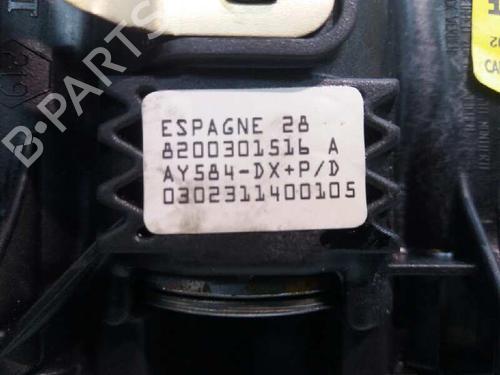 ESPAGNE 28
8200301516 A
AY584-DX+P/D
0302311400105
B-PARTS